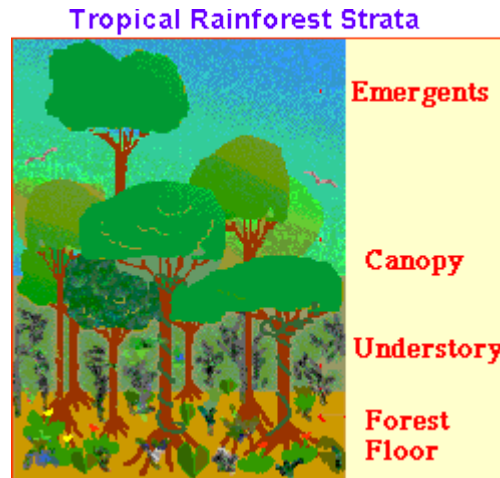 Tropical Rainforest Strata
Emergents
Canopy
Understory
Forest
Floor